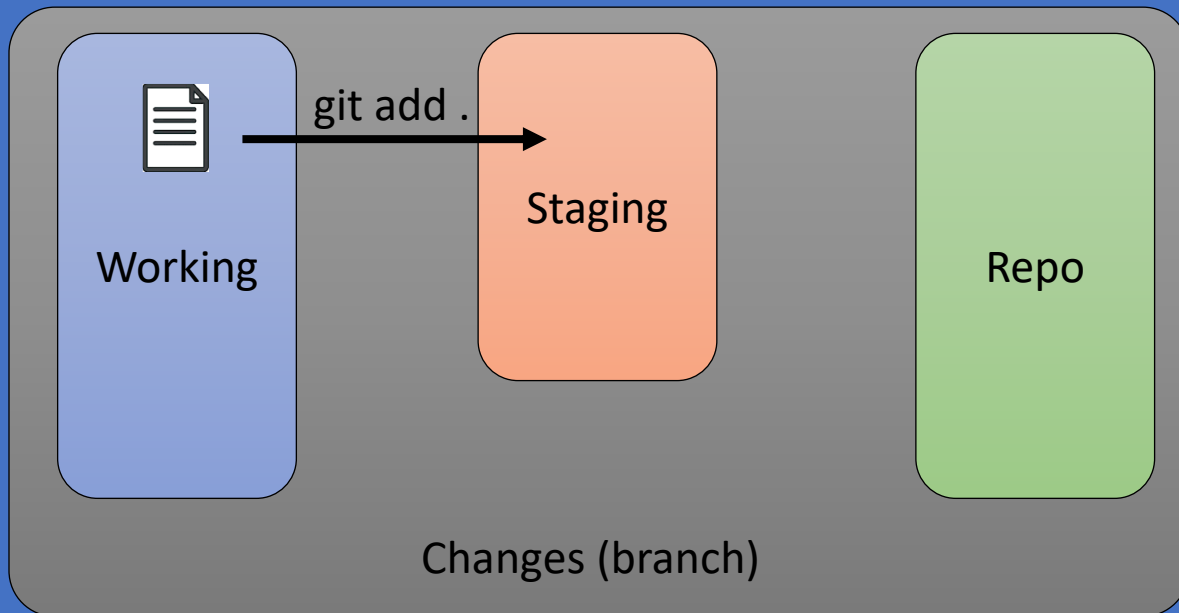 git add .
Staging
Working
Repo
Changes (branch)